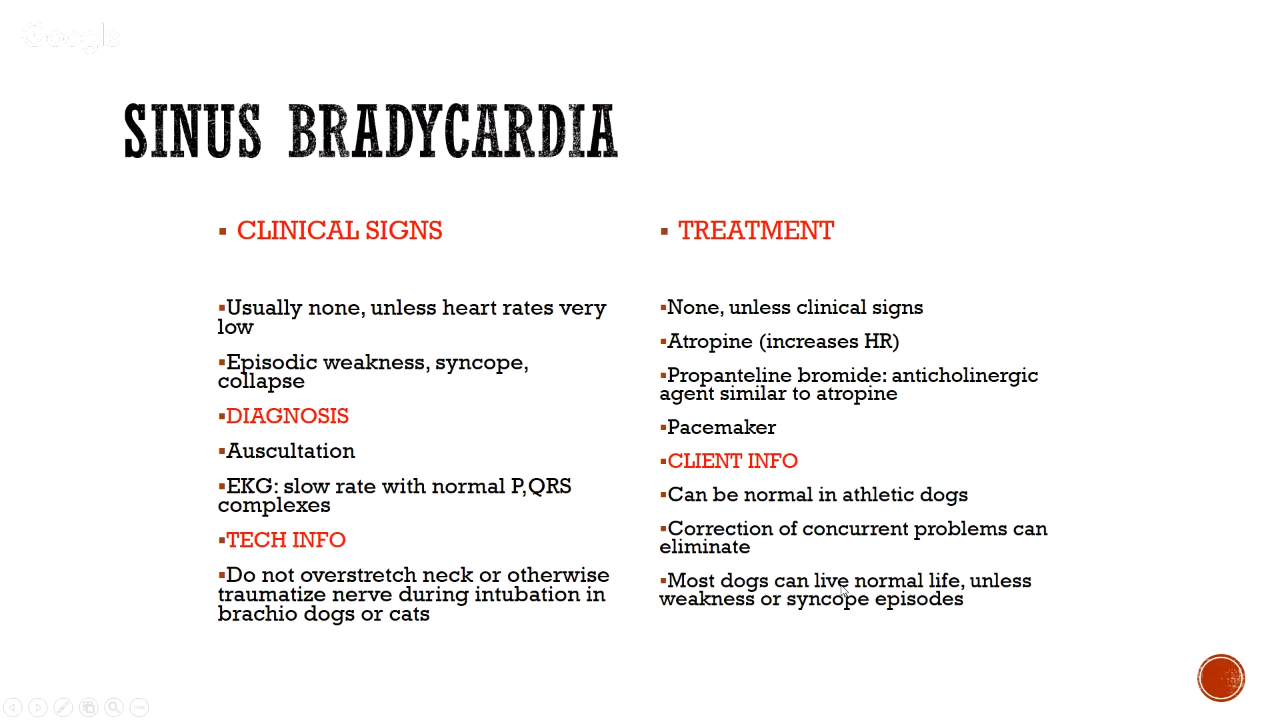 Google
SINUS BRADYCARDIA
▪ CLINICAL SIGNS
▪Usually none, unless heart rates very
low
▪Episodic weakness, syncope,
collapse
▪DIAGNOSIS
▪Auscultation
▪EKG: slow rate with normal P,QRS
complexes
▪TECH INFO
▪Do not overstretch neck or otherwise
traumatize nerve during intubation in
brachio dogs or cats
▪ TREATMENT
▪None, unless clinical signs
▪Atropine (increases HR)
▪Propanteline bromide: anticholinergic
agent similar to atropine
▪Pacemaker
▪CLIENT INFO
▪Can be normal in athletic dogs
▪Correction of concurrent problems can
eliminate
▪Most dogs can live normal life, unless
weakness or syncope episodes